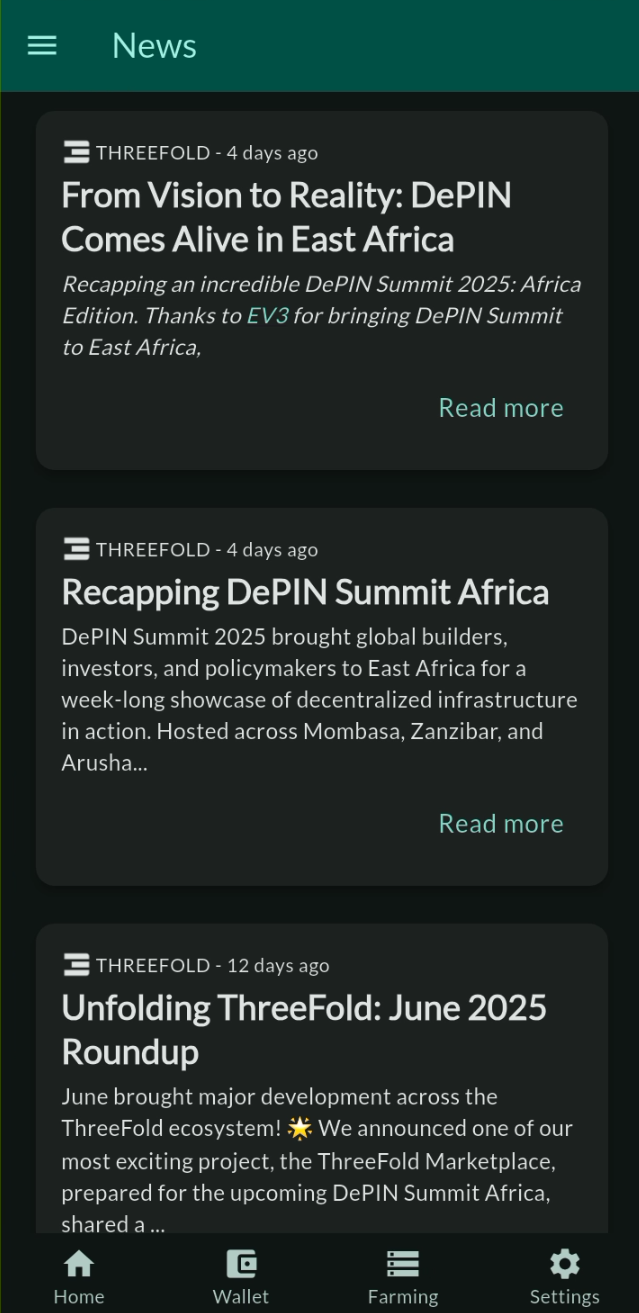 News
THREEFOLD - 4 days ago
From Vision to Reality: DePIN
Comes Alive in East Africa
Recapping an incredible DePIN Summit 2025: Africa
Edition. Thanks to EV3 for bringing DePIN Summit
to East Africa,
Read more
THREEFOLD - 4 days ago
Recapping DePIN Summit Africa
DePIN Summit 2025 brought global builders,
investors, and policymakers to East Africa for a
week-long showcase of decentralized infrastructure
in action. Hosted across Mombasa, Zanzibar, and
Arusha...
Read more
THREEFOLD - 12 days ago
Unfolding ThreeFold: June 2025
Roundup
June brought major development across the
ThreeFold ecosystem! 🌟 We announced one of our
most exciting project, the ThreeFold Marketplace,
prepared for the upcoming DePIN Summit Africa,
shared a ...
Home Wallet Farming Settings